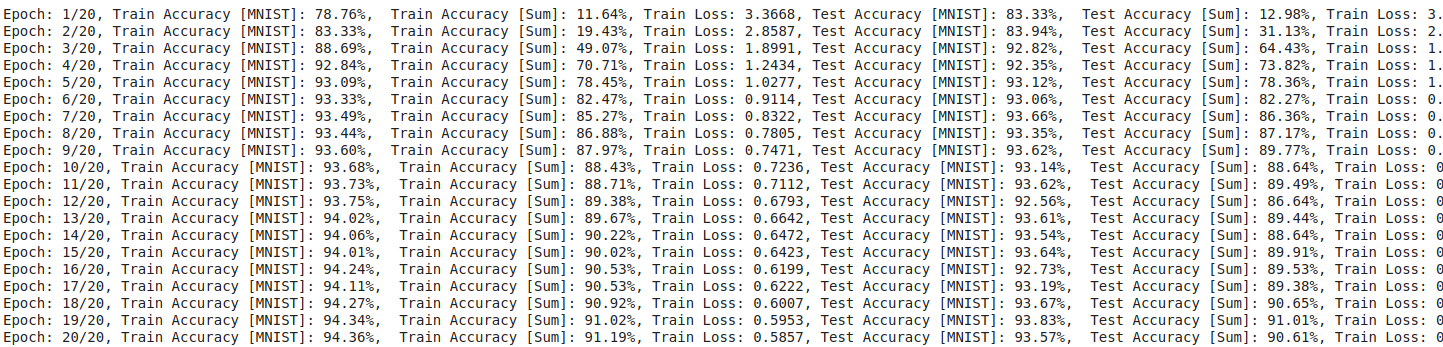 Epoch: 1/20, Train Accuracy [MNIST]: 78.76%,  Train Accuracy [Sum]: 11.64%, Train Loss: 3.3668, Test Accuracy [MNIST]: 83.33%,  Test Accuracy [Sum]: 12.98%, Train Loss: 3.
Epoch: 2/20, Train Accuracy [MNIST]: 83.33%,  Train Accuracy [Sum]: 19.43%, Train Loss: 2.8587, Test Accuracy [MNIST]: 83.94%,  Test Accuracy [Sum]: 31.13%, Train Loss: 2.
Epoch: 3/20, Train Accuracy [MNIST]: 88.69%,  Train Accuracy [Sum]: 49.07%, Train Loss: 1.8991, Test Accuracy [MNIST]: 92.82%,  Test Accuracy [Sum]: 64.43%, Train Loss: 1.
Epoch: 4/20, Train Accuracy [MNIST]: 92.84%,  Train Accuracy [Sum]: 70.71%, Train Loss: 1.2434, Test Accuracy [MNIST]: 92.35%,  Test Accuracy [Sum]: 73.82%, Train Loss: 1.
Epoch: 5/20, Train Accuracy [MNIST]: 93.09%,  Train Accuracy [Sum]: 78.45%, Train Loss: 1.0277, Test Accuracy [MNIST]: 93.12%,  Test Accuracy [Sum]: 78.36%, Train Loss: 1.
Epoch: 6/20, Train Accuracy [MNIST]: 93.33%,  Train Accuracy [Sum]: 82.47%, Train Loss: 0.9114, Test Accuracy [MNIST]: 93.06%,  Test Accuracy [Sum]: 82.27%, Train Loss: 0.
Epoch: 7/20, Train Accuracy [MNIST]: 93.49%,  Train Accuracy [Sum]: 85.27%, Train Loss: 0.8322, Test Accuracy [MNIST]: 93.66%,  Test Accuracy [Sum]: 86.36%, Train Loss: 0.
Epoch: 8/20, Train Accuracy [MNIST]: 93.44%,  Train Accuracy [Sum]: 86.88%, Train Loss: 0.7805, Test Accuracy [MNIST]: 93.35%,  Test Accuracy [Sum]: 87.17%, Train Loss: 0.
Epoch: 9/20, Train Accuracy [MNIST]: 93.60%,  Train Accuracy [Sum]: 87.97%, Train Loss: 0.7471, Test Accuracy [MNIST]: 93.62%,  Test Accuracy [Sum]: 89.77%, Train Loss: 0.
Epoch: 10/20, Train Accuracy [MNIST]: 93.68%,  Train Accuracy [Sum]: 88.43%, Train Loss: 0.7236, Test Accuracy [MNIST]: 93.14%,  Test Accuracy [Sum]: 88.64%, Train Loss: 0
Epoch: 11/20, Train Accuracy [MNIST]: 93.73%,  Train Accuracy [Sum]: 88.71%, Train Loss: 0.7112, Test Accuracy [MNIST]: 93.62%,  Test Accuracy [Sum]: 89.49%, Train Loss: 0
Epoch: 12/20, Train Accuracy [MNIST]: 93.75%,  Train Accuracy [Sum]: 89.38%, Train Loss: 0.6793, Test Accuracy [MNIST]: 92.56%,  Test Accuracy [Sum]: 86.64%, Train Loss: 0
Epoch: 13/20, Train Accuracy [MNIST]: 94.02%,  Train Accuracy [Sum]: 89.67%, Train Loss: 0.6642, Test Accuracy [MNIST]: 93.61%,  Test Accuracy [Sum]: 89.44%, Train Loss: 0
Epoch: 14/20, Train Accuracy [MNIST]: 94.06%,  Train Accuracy [Sum]: 90.22%, Train Loss: 0.6472, Test Accuracy [MNIST]: 93.54%,  Test Accuracy [Sum]: 88.64%, Train Loss: 0
Epoch: 15/20, Train Accuracy [MNIST]: 94.01%,  Train Accuracy [Sum]: 90.02%, Train Loss: 0.6423, Test Accuracy [MNIST]: 93.64%,  Test Accuracy [Sum]: 89.91%, Train Loss: 0
Epoch: 16/20, Train Accuracy [MNIST]: 94.24%,  Train Accuracy [Sum]: 90.53%, Train Loss: 0.6199, Test Accuracy [MNIST]: 92.73%,  Test Accuracy [Sum]: 89.53%, Train Loss: 0
Epoch: 17/20, Train Accuracy [MNIST]: 94.11%,  Train Accuracy [Sum]: 90.53%, Train Loss: 0.6222, Test Accuracy [MNIST]: 93.19%,  Test Accuracy [Sum]: 89.38%, Train Loss: 0
Epoch: 18/20, Train Accuracy [MNIST]: 94.27%,  Train Accuracy [Sum]: 90.92%, Train Loss: 0.6007, Test Accuracy [MNIST]: 93.67%,  Test Accuracy [Sum]: 90.65%, Train Loss: 0
Epoch: 19/20, Train Accuracy [MNIST]: 94.34%,  Train Accuracy [Sum]: 91.02%, Train Loss: 0.5953, Test Accuracy [MNIST]: 93.83%,  Test Accuracy [Sum]: 91.01%, Train Loss: 0
Epoch: 20/20, Train Accuracy [MNIST]: 94.36%,  Train Accuracy [Sum]: 91.19%, Train Loss: 0.5857, Test Accuracy [MNIST]: 93.57%,  Test Accuracy [Sum]: 90.61%, Train Loss: 0